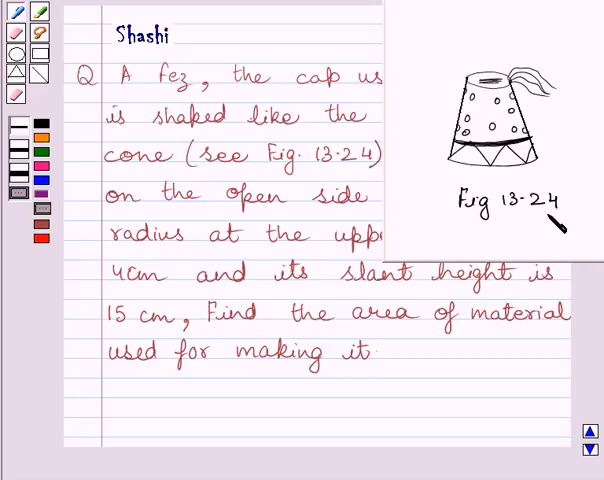 Shashi
Q A fez, the cap us
is shaped like the
cone (see Fig. 13.24)
on the open side
radius at the upp
4cm and its slant height is
15 cm, Find the area of material
used for making it.
Fig 13.24